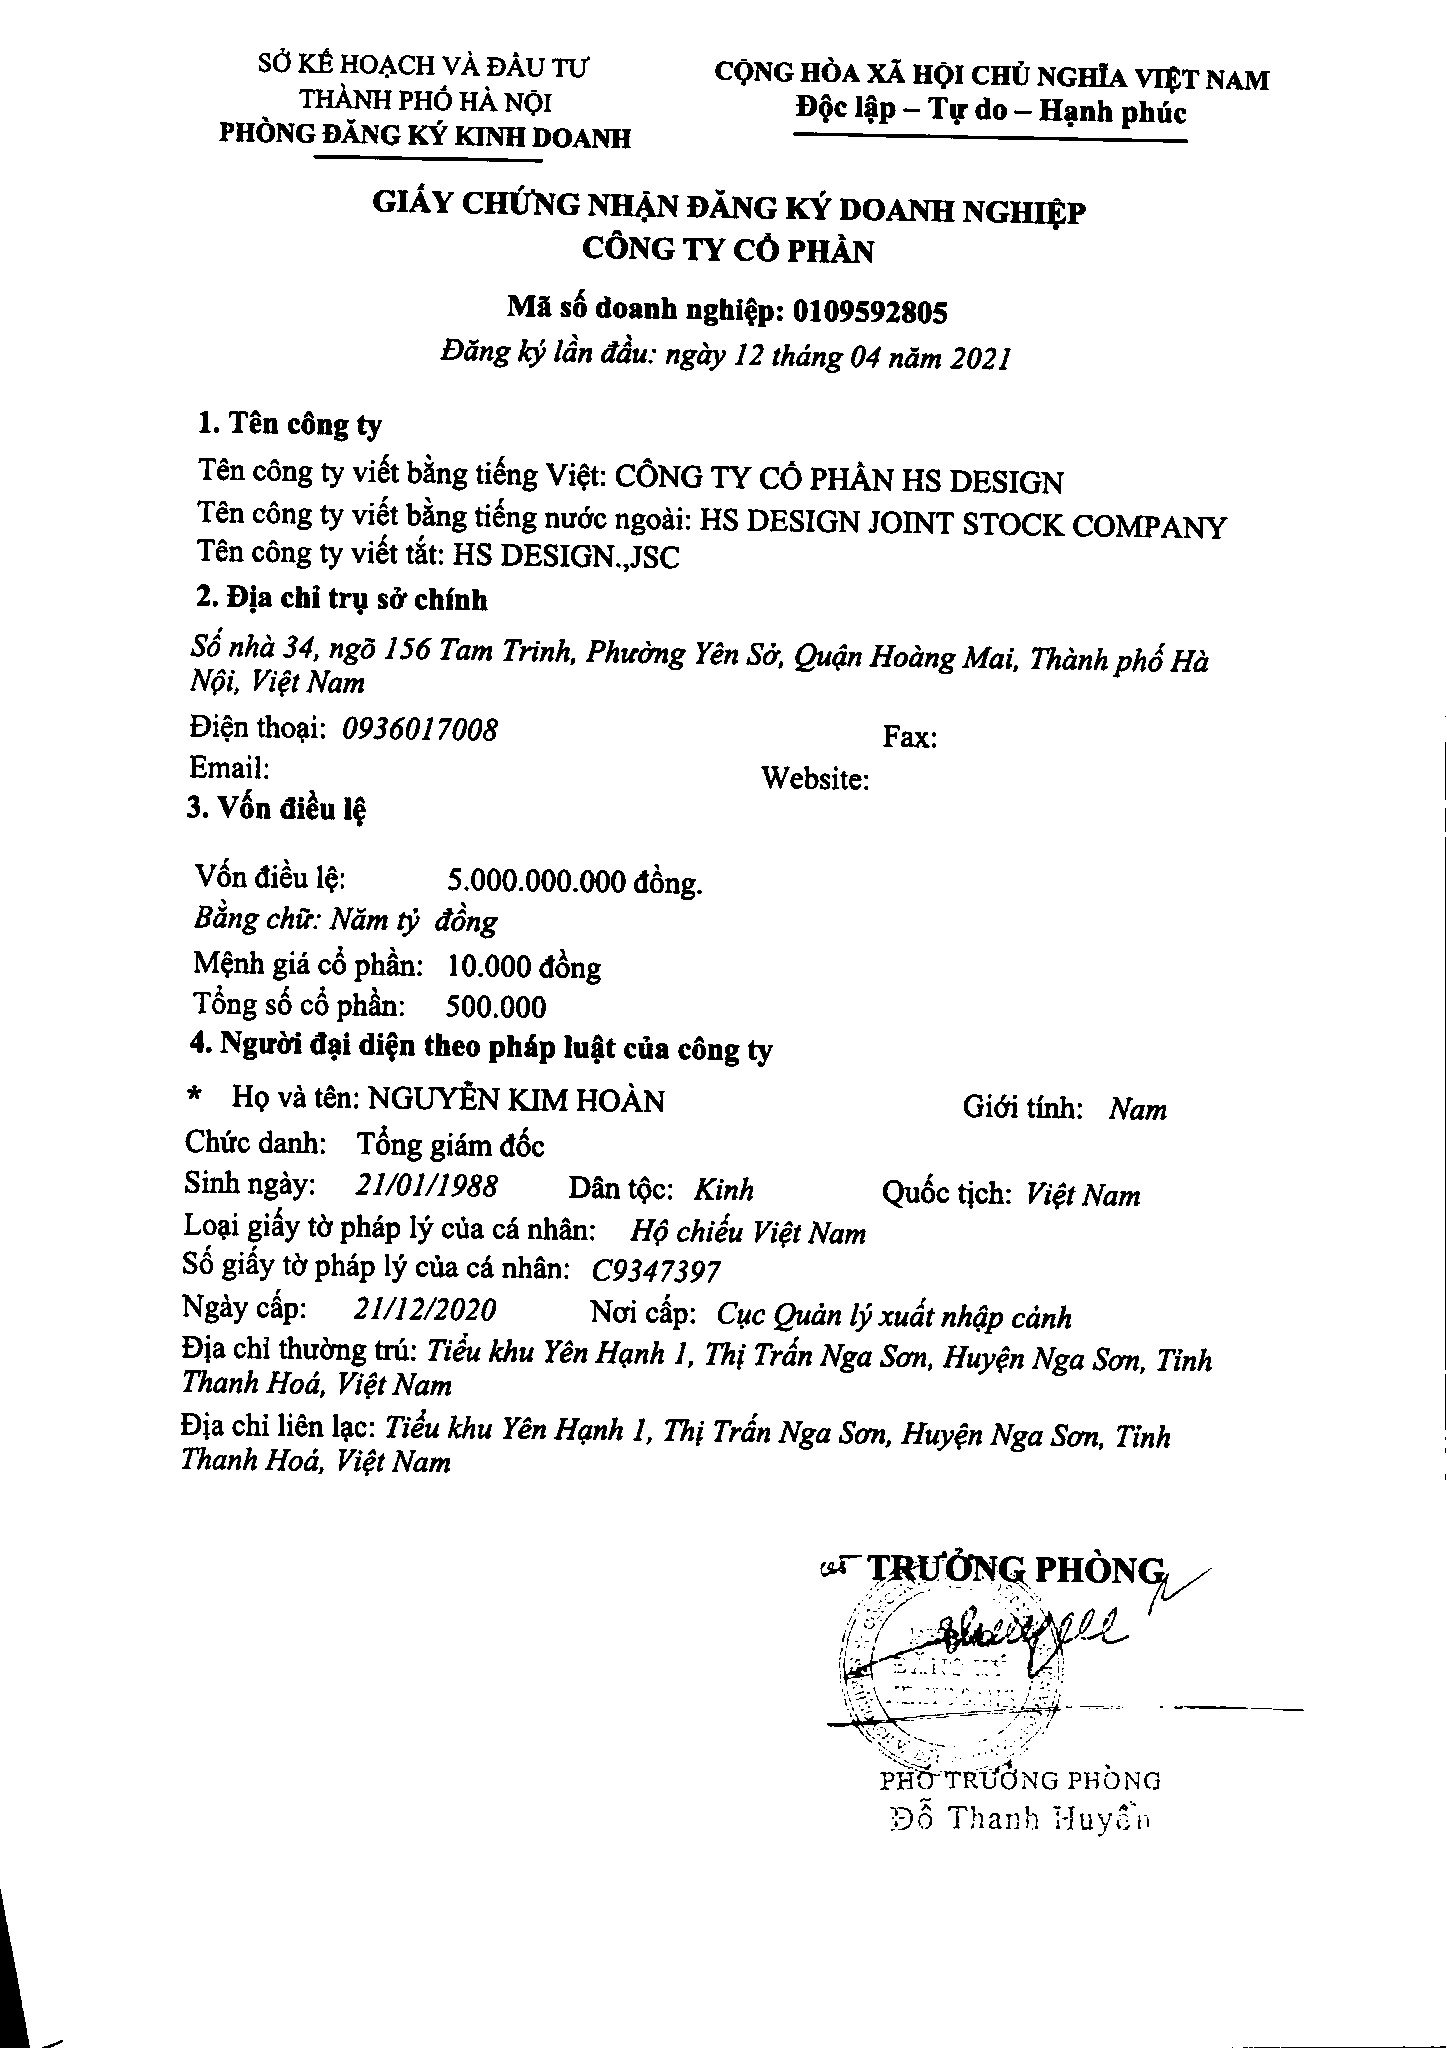 SỞ KẾ HOẠCH VÀ ĐẦU TƯ
THÀNH PHỐ HÀ NỘI
PHÒNG ĐĂNG KÝ KINH DOANH
CỘNG HÒA XÃ HỘI CHỦ NGHĨA VIỆT NAM
Độc lập – Tự do – Hạnh phúc
GIẤY CHỨNG NHẬN ĐĂNG KÝ DOANH NGHIỆP
CÔNG TY CỔ PHẦN
Mã số doanh nghiệp: 0109592805
Đăng ký lần đầu: ngày 12 tháng 04 năm 2021
1. Tên công ty
Tên công ty viết bằng tiếng Việt: CÔNG TY CỔ PHẦN HS DESIGN
Tên công ty viết bằng tiếng nước ngoài: HS DESIGN JOINT STOCK COMPANY
Tên công ty viết tắt: HS DESIGN.,JSC
2. Địa chỉ trụ sở chính
Số nhà 34, ngõ 156 Tam Trinh, Phường Yên Sở, Quận Hoàng Mai, Thành phố Hà
Nội, Việt Nam
Điện thoại: 0936017008 Fax:
Email: Website:
3. Vốn điều lệ
Vốn điều lệ: 5.000.000.000 đồng.
Bằng chữ: Năm tỷ đồng
Mệnh giá cổ phần: 10.000 đồng
Tổng số cổ phần: 500.000
4. Người đại diện theo pháp luật của công ty
* Họ và tên: NGUYỄN KIM HOÀN Giới tính: Nam
Chức danh: Tổng giám đốc
Sinh ngày: 21/01/1988 Dân tộc: Kinh Quốc tịch: Việt Nam
Loại giấy tờ pháp lý của cá nhân: Hộ chiếu Việt Nam
Số giấy tờ pháp lý của cá nhân: C9347397
Ngày cấp: 21/12/2020 Nơi cấp: Cục Quản lý xuất nhập cảnh
Địa chỉ thường trú: Tiểu khu Yên Hạnh 1, Thị Trấn Nga Sơn, Huyện Nga Sơn, Tỉnh
Thanh Hoá, Việt Nam
Địa chỉ liên lạc: Tiểu khu Yên Hạnh 1, Thị Trấn Nga Sơn, Huyện Nga Sơn, Tỉnh
Thanh Hoá, Việt Nam
TRƯỞNG PHÒNG
ĐĂNG KÝ
PHÓ TRƯỞNG PHÒNG
Đỗ Thanh Huyền